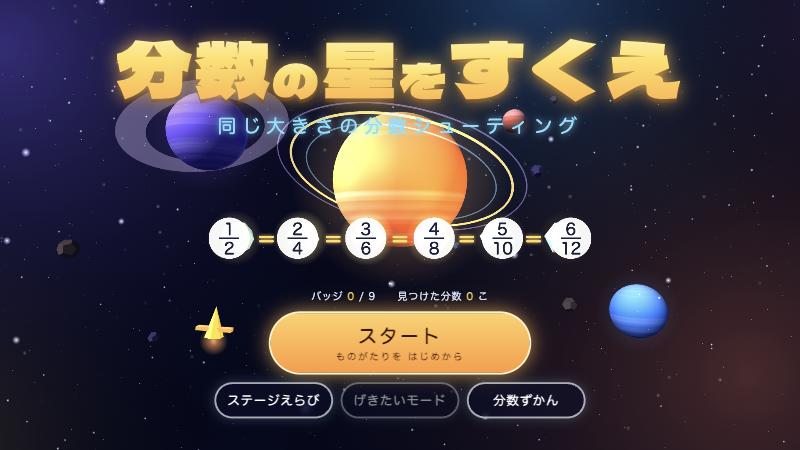 分数の星をすくえ
同じ大きさの分数シューティング
1/2 = 2/4 = 3/6 = 4/8 = 5/10 = 6/12
バッジ 0 / 9 見つけた分数 0 こ
スタート
ものがたりを はじめから
ステージえらび げきたいモード 分数ずかん